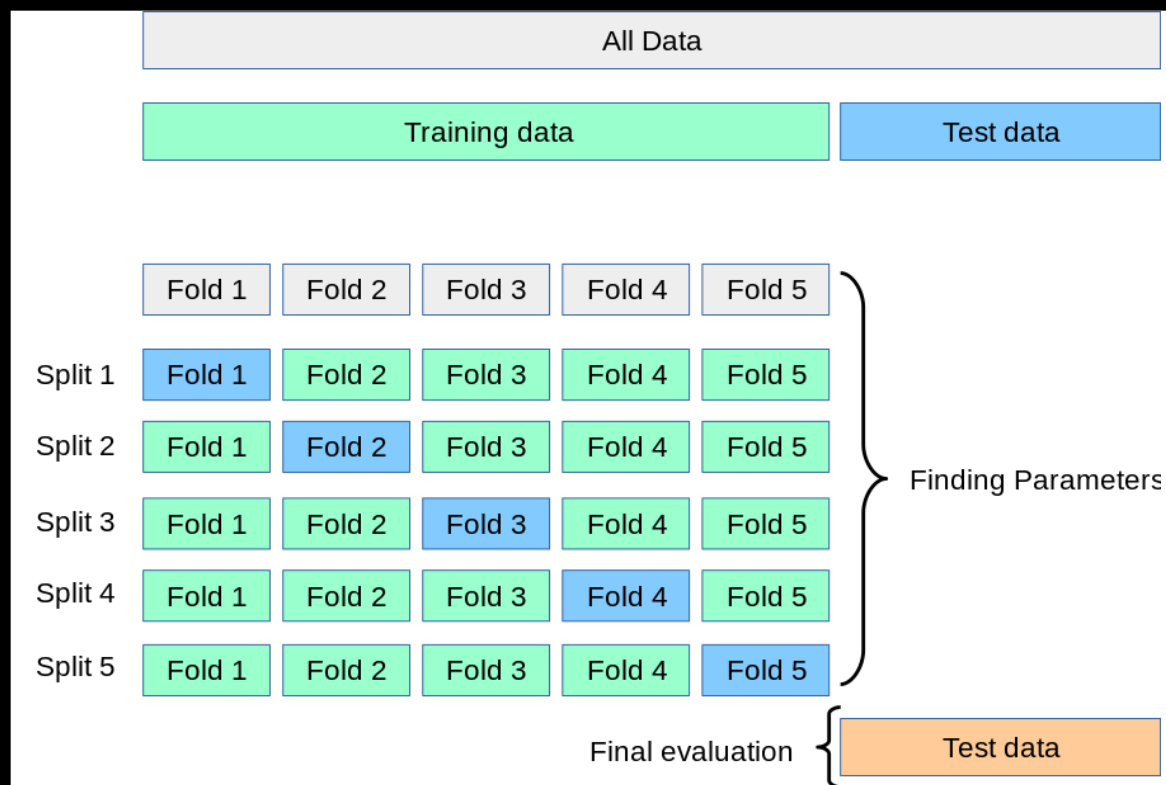 All Data
Training data Test data
Fold 1 Fold 2 Fold 3 Fold 4 Fold 5
Split 1 Fold 1 Fold 2 Fold 3 Fold 4 Fold 5
Split 2 Fold 1 Fold 2 Fold 3 Fold 4 Fold 5
Finding Parameters
Split 3 Fold 1 Fold 2 Fold 3 Fold 4 Fold 5
Split 4 Fold 1 Fold 2 Fold 3 Fold 4 Fold 5
Split 5 Fold 1 Fold 2 Fold 3 Fold 4 Fold 5
Final evaluation Test data